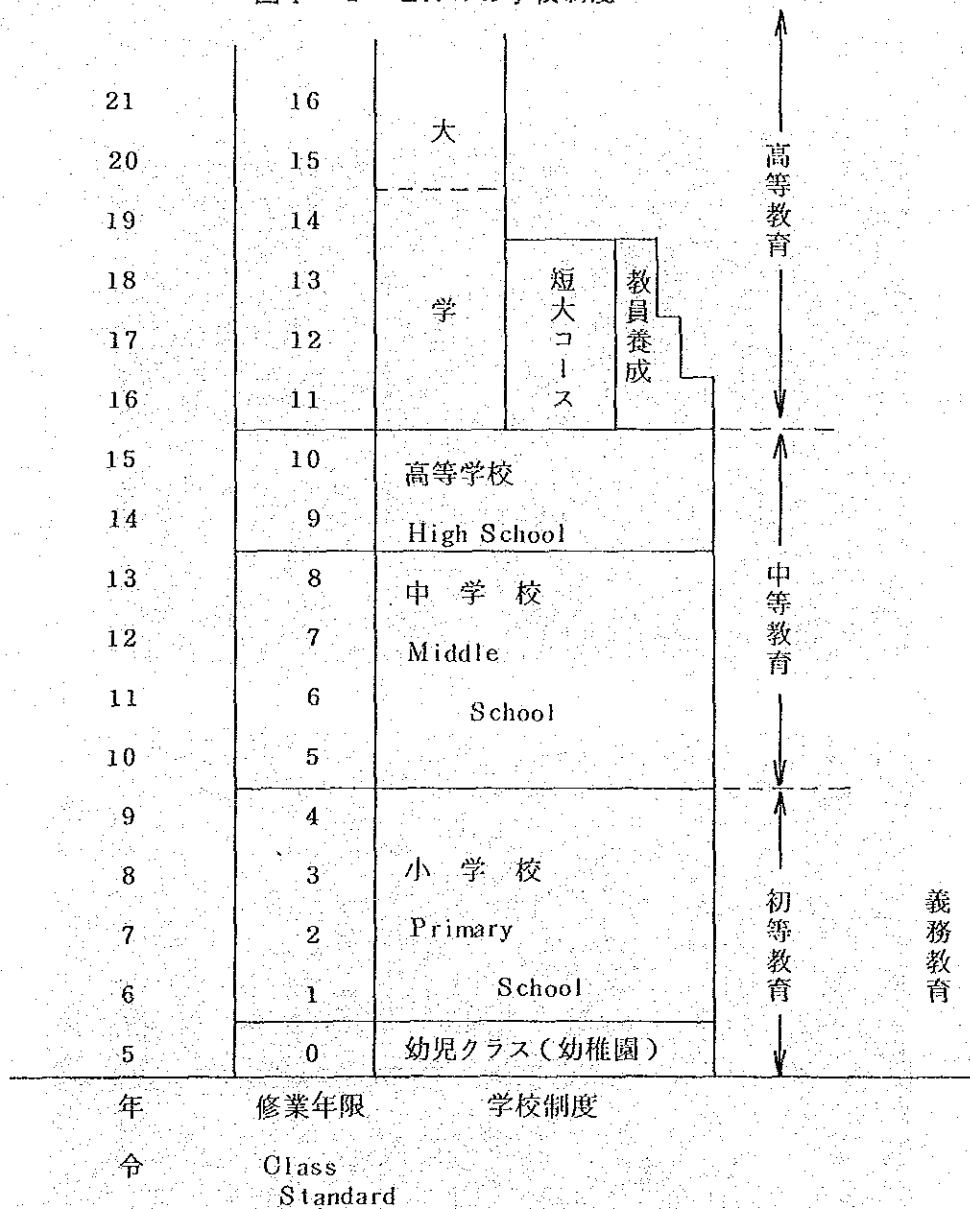 21 16
大
20 15
19 14
18 13
学
17 12
16 11
短大コース
教員養成
高等教育
15 10
高等学校
14 9
High School
13 8
中 学 校
12 7
Middle
11 6
School
10 5
中等教育
9 4
8 3
小 学 校
7 2
Primary
6 1
School
5 0
幼児クラス(幼稚園)
初等教育
義務教育
年 修業年限 学校制度
令 Class
Standard